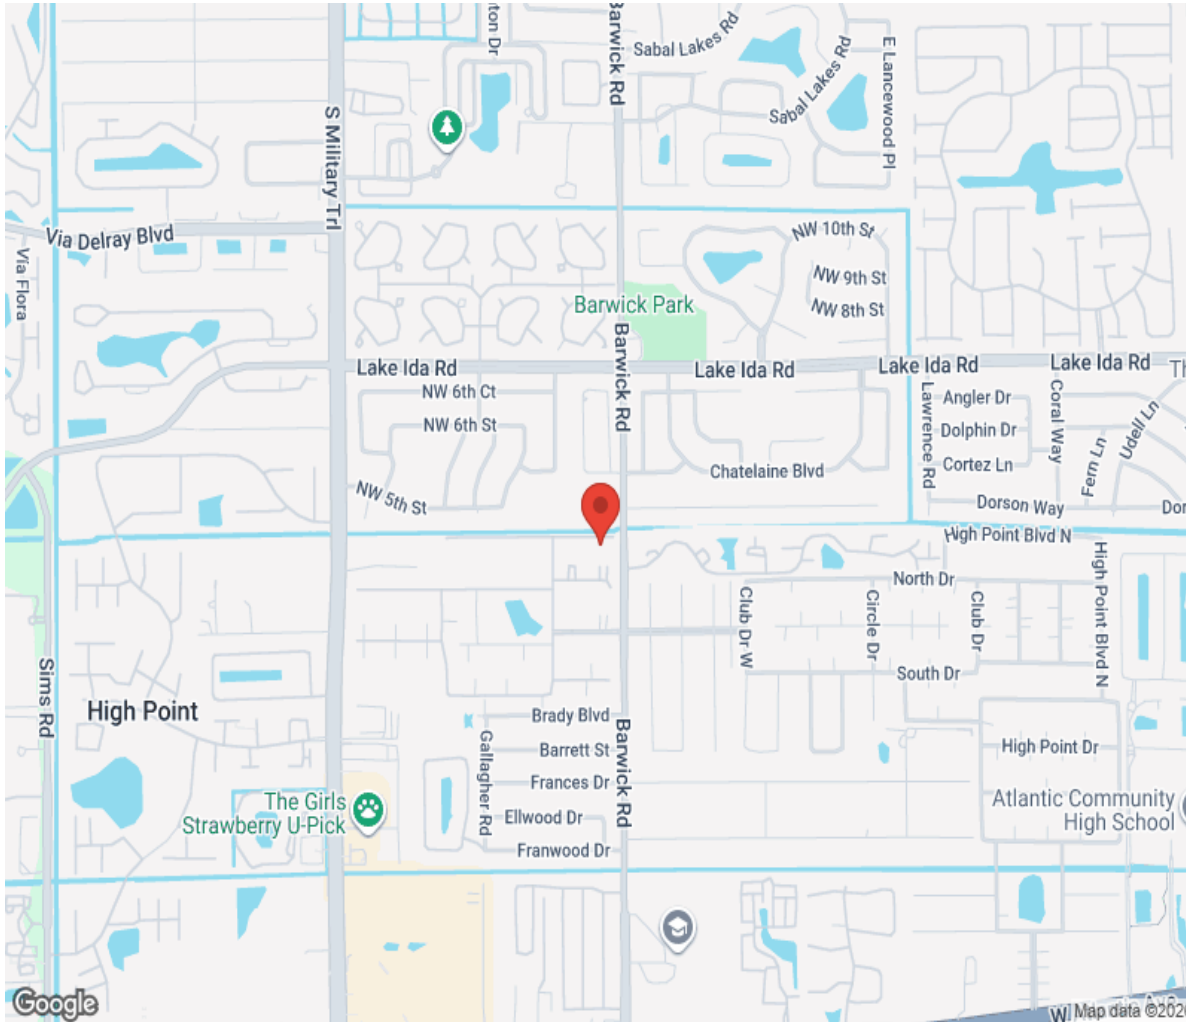 Barwick Rd
Sabal Lakes Rd
E Lancewood Pl
Sabal Lakes Rd
S Military Trl
Via Delray Blvd
NW 10th St
Via Flora
NW 9th St
NW 8th St
Barwick Park
Barwick Rd
Lake Ida Rd
Lake Ida Rd
Lake Ida Rd
Lake Ida Rd
NW 6th Ct
NW 6th St
Lawrence Rd
Angler Dr
Coral Way
Dolphin Dr
Udell Ln
Fern Ln
Cortez Ln
Chatelaine Blvd
NW 5th St
Dorson Way
High Point Blvd N
High Point Blvd N
North Dr
Club Dr W
Circle Dr
Club Dr
South Dr
Sims Rd
High Point
Brady Blvd
Barwick Rd
Gallagher Rd
Barrett St
High Point Dr
Frances Dr
The Girls
Strawberry U-Pick
Atlantic Community
High School
Ellwood Dr
Franwood Dr
Google
Map data ©202